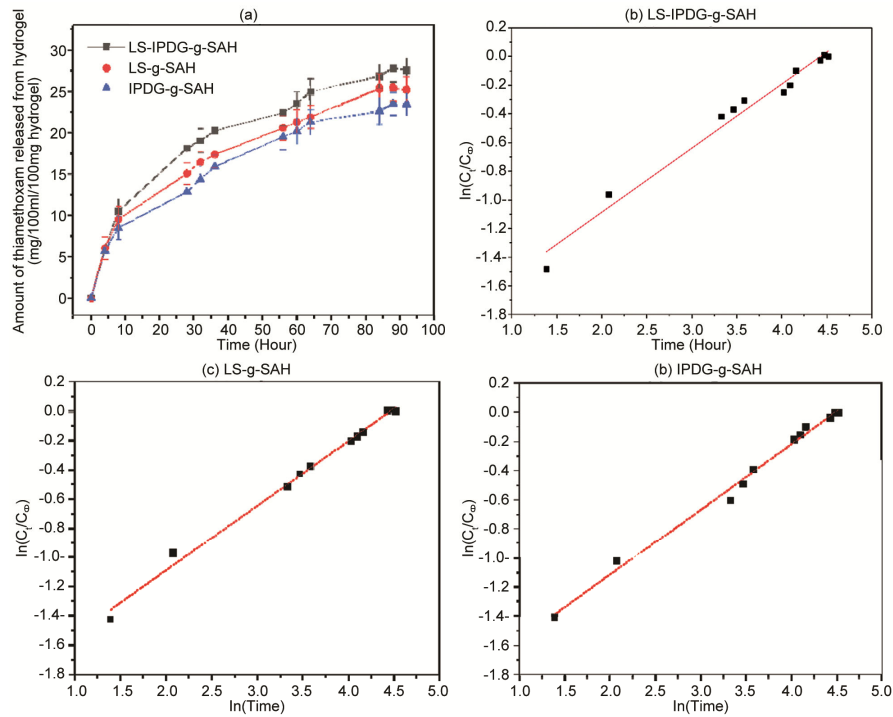 (a)
Amount of thiamethoxam released from hydrogel
(mg/100ml/100mg hydrogel)
30
25
20
15
10
5
0
LS-IPDG-g-SAH
LS-g-SAH
IPDG-g-SAH
0 10 20 30 40 50 60 70 80 90 100
Time (Hour)
(b) LS-IPDG-g-SAH
ln(Cₜ/C∞)
0.2
0.0
-0.2
-0.4
-0.6
-0.8
-1.0
-1.2
-1.4
-1.6
-1.8
1.0 1.5 2.0 2.5 3.0 3.5 4.0 4.5 5.0
Time (Hour)
(c) LS-g-SAH
ln(Cₜ/C∞)
0.2
0.0
-0.2
-0.4
-0.6
-0.8
-1.0
-1.2
-1.4
-1.6
-1.8
1.0 1.5 2.0 2.5 3.0 3.5 4.0 4.5 5.0
ln(Time)
(b) IPDG-g-SAH
ln(Cₜ/C∞)
0.2
0.0
-0.2
-0.4
-0.6
-0.8
-1.0
-1.2
-1.4
-1.6
-1.8
1.0 1.5 2.0 2.5 3.0 3.5 4.0 4.5 5.0
ln(Time)